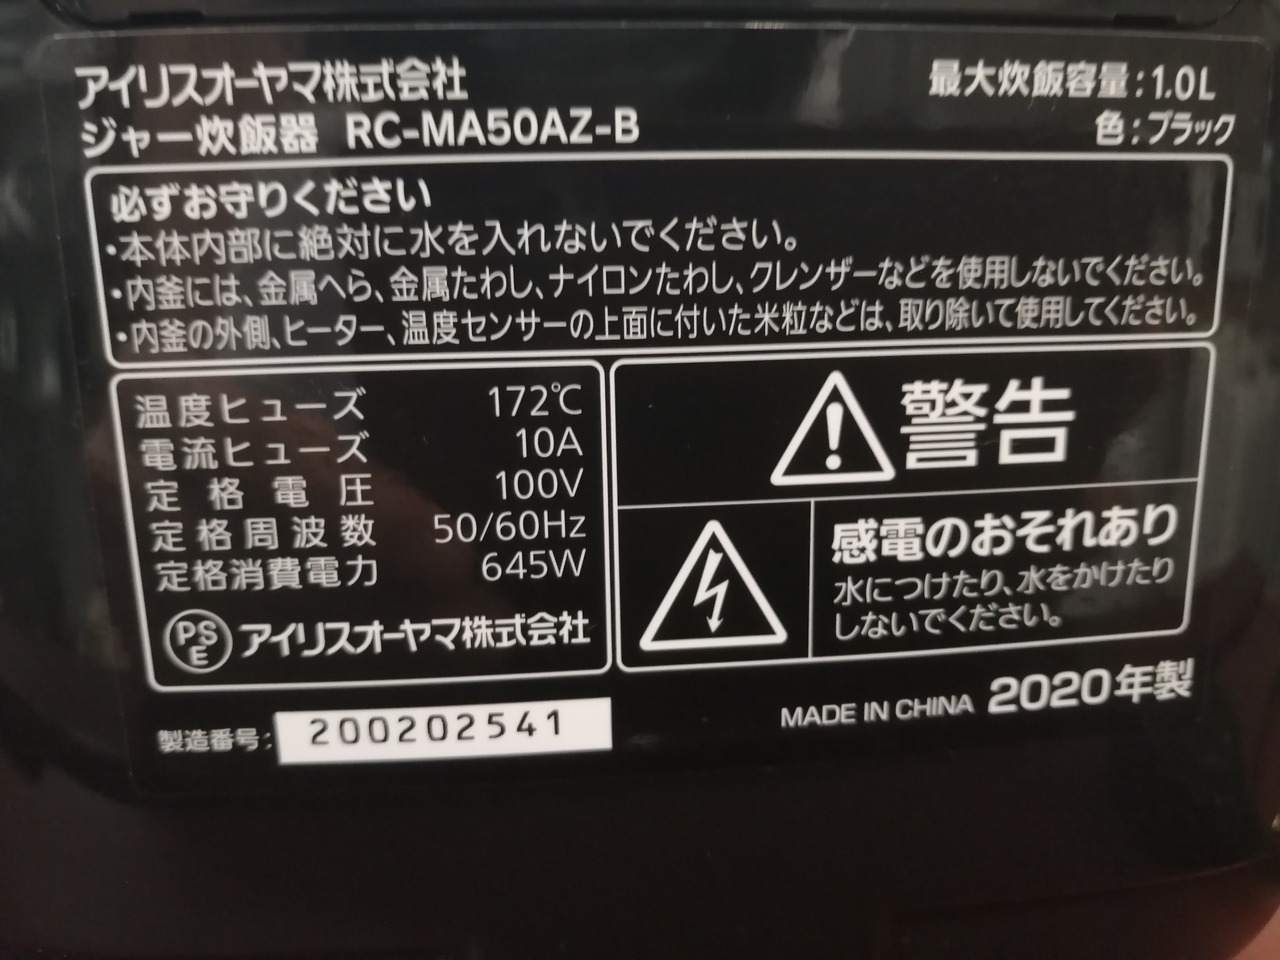 アイリスオーヤマ株式会社
ジャー炊飯器 RC-MA50AZ-B
最大炊飯容量:1.0L
色:ブラック
必ずお守りください
・本体内部に絶対に水を入れないでください。
・内釜には、金属へら、金属たわし、ナイロンたわし、クレンザーなどを使用しないでください。
・内釜の外側、ヒーター、温度センサーの上面に付いた米粒などは、取り除いて使用してください。
温度ヒューズ 172℃
電流ヒューズ 10A
定格電圧 100V
定格周波数 50/60Hz
定格消費電力 645W
PSE アイリスオーヤマ株式会社
警告
感電のおそれあり
水につけたり、水をかけたり
しないでください。
製造番号: 200202541
MADE IN CHINA 2020年製